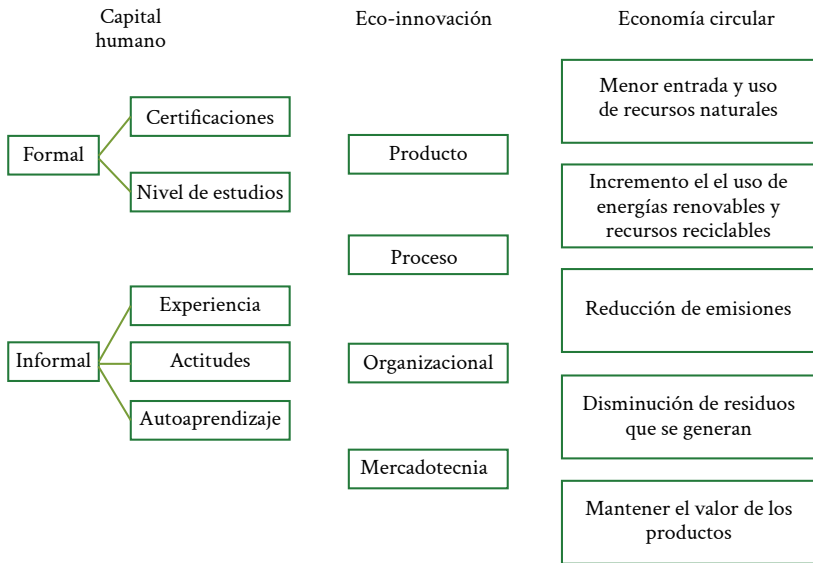 Capital
humano
Formal
Certificaciones
Nivel de estudios
Informal
Experiencia
Actitudes
Autoaprendizaje
Eco-innovación
Producto
Proceso
Organizacional
Mercadotecnia
Economía circular
Menor entrada y uso
de recursos naturales
Incremento el el uso de
energías renovables y
recursos reciclables
Reducción de emisiones
Disminución de residuos
que se generan
Mantener el valor de los
productos